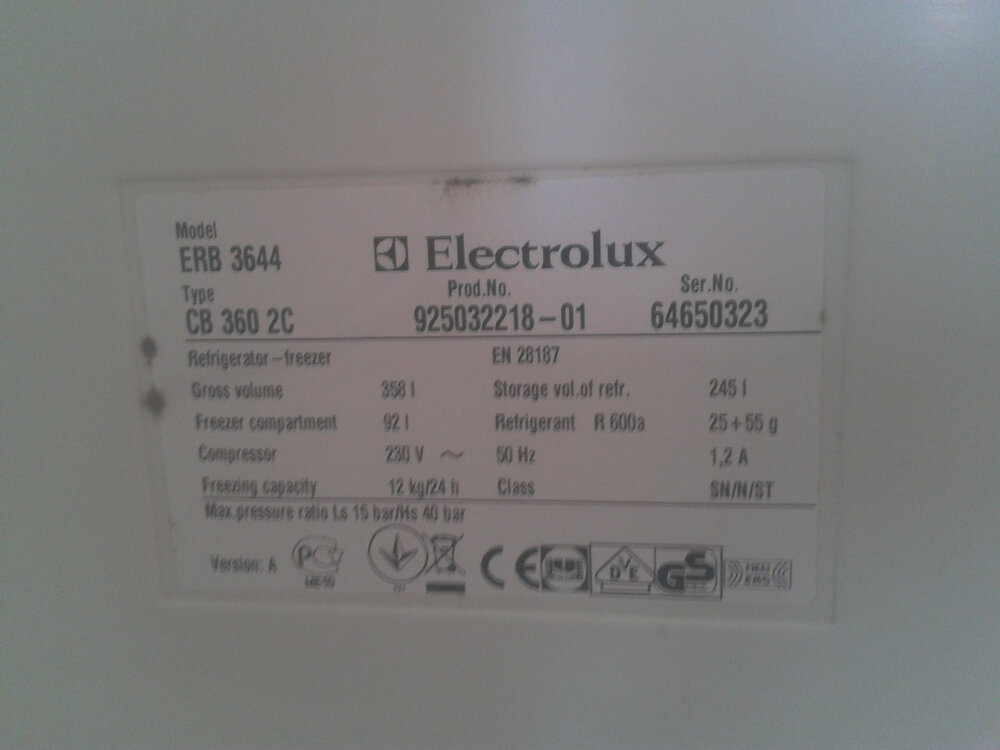 Model
ERB 3644
Electrolux
Type
Prod.No.
Ser.No.
CB 360 2C 925032218-01 64650323
Refrigerator-freezer EN 28187
Gross volume 358 l Storage vol.of refr. 245 l
Freezer compartment 92 l Refrigerant R 600a 25+55 g
Compressor 230 V ~ 50 Hz 1,2 A
Freezing capacity 12 kg/24 h Class SN/N/ST
Max.pressure ratio Ls 15 bar/Hs 40 bar
Version: A
CE
DVE
GS